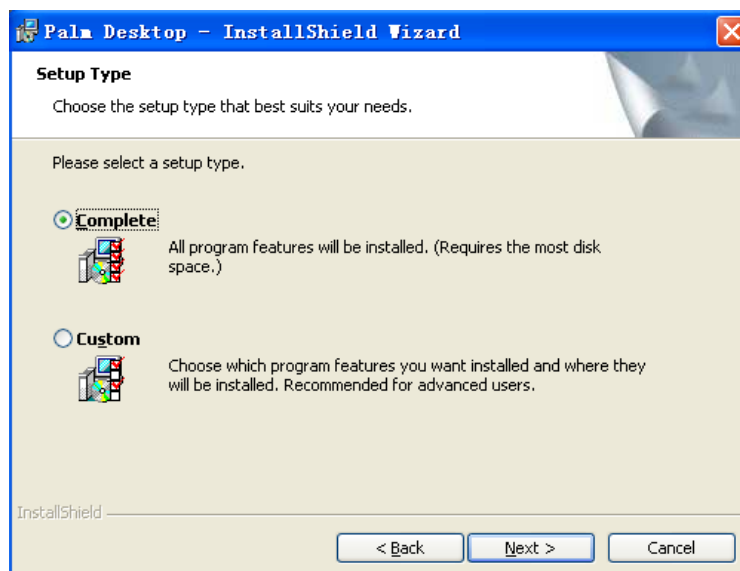 Palm Desktop - InstallShield Wizard
Setup Type
Choose the setup type that best suits your needs.
Please select a setup type.
Complete
All program features will be installed. (Requires the most disk
space.)
Custom
Choose which program features you want installed and where they
will be installed. Recommended for advanced users.
InstallShield
< Back
Next >
Cancel